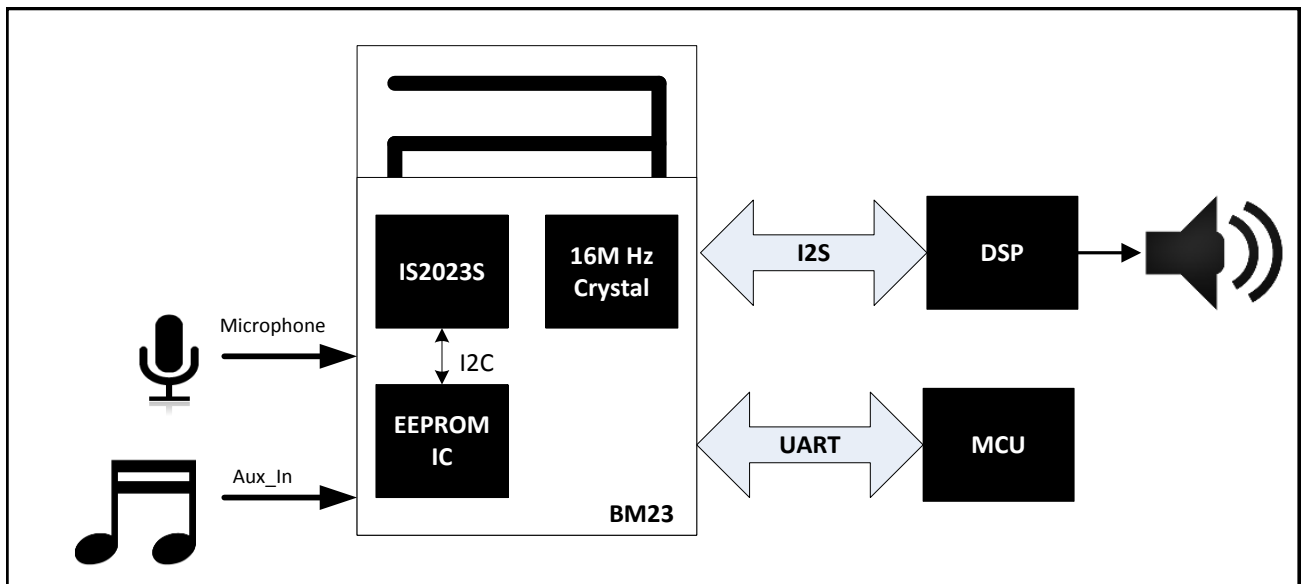 IS2023S
16M Hz
Crystal
I2S
DSP
Microphone
I2C
EEPROM
IC
UART
MCU
Aux_In
BM23